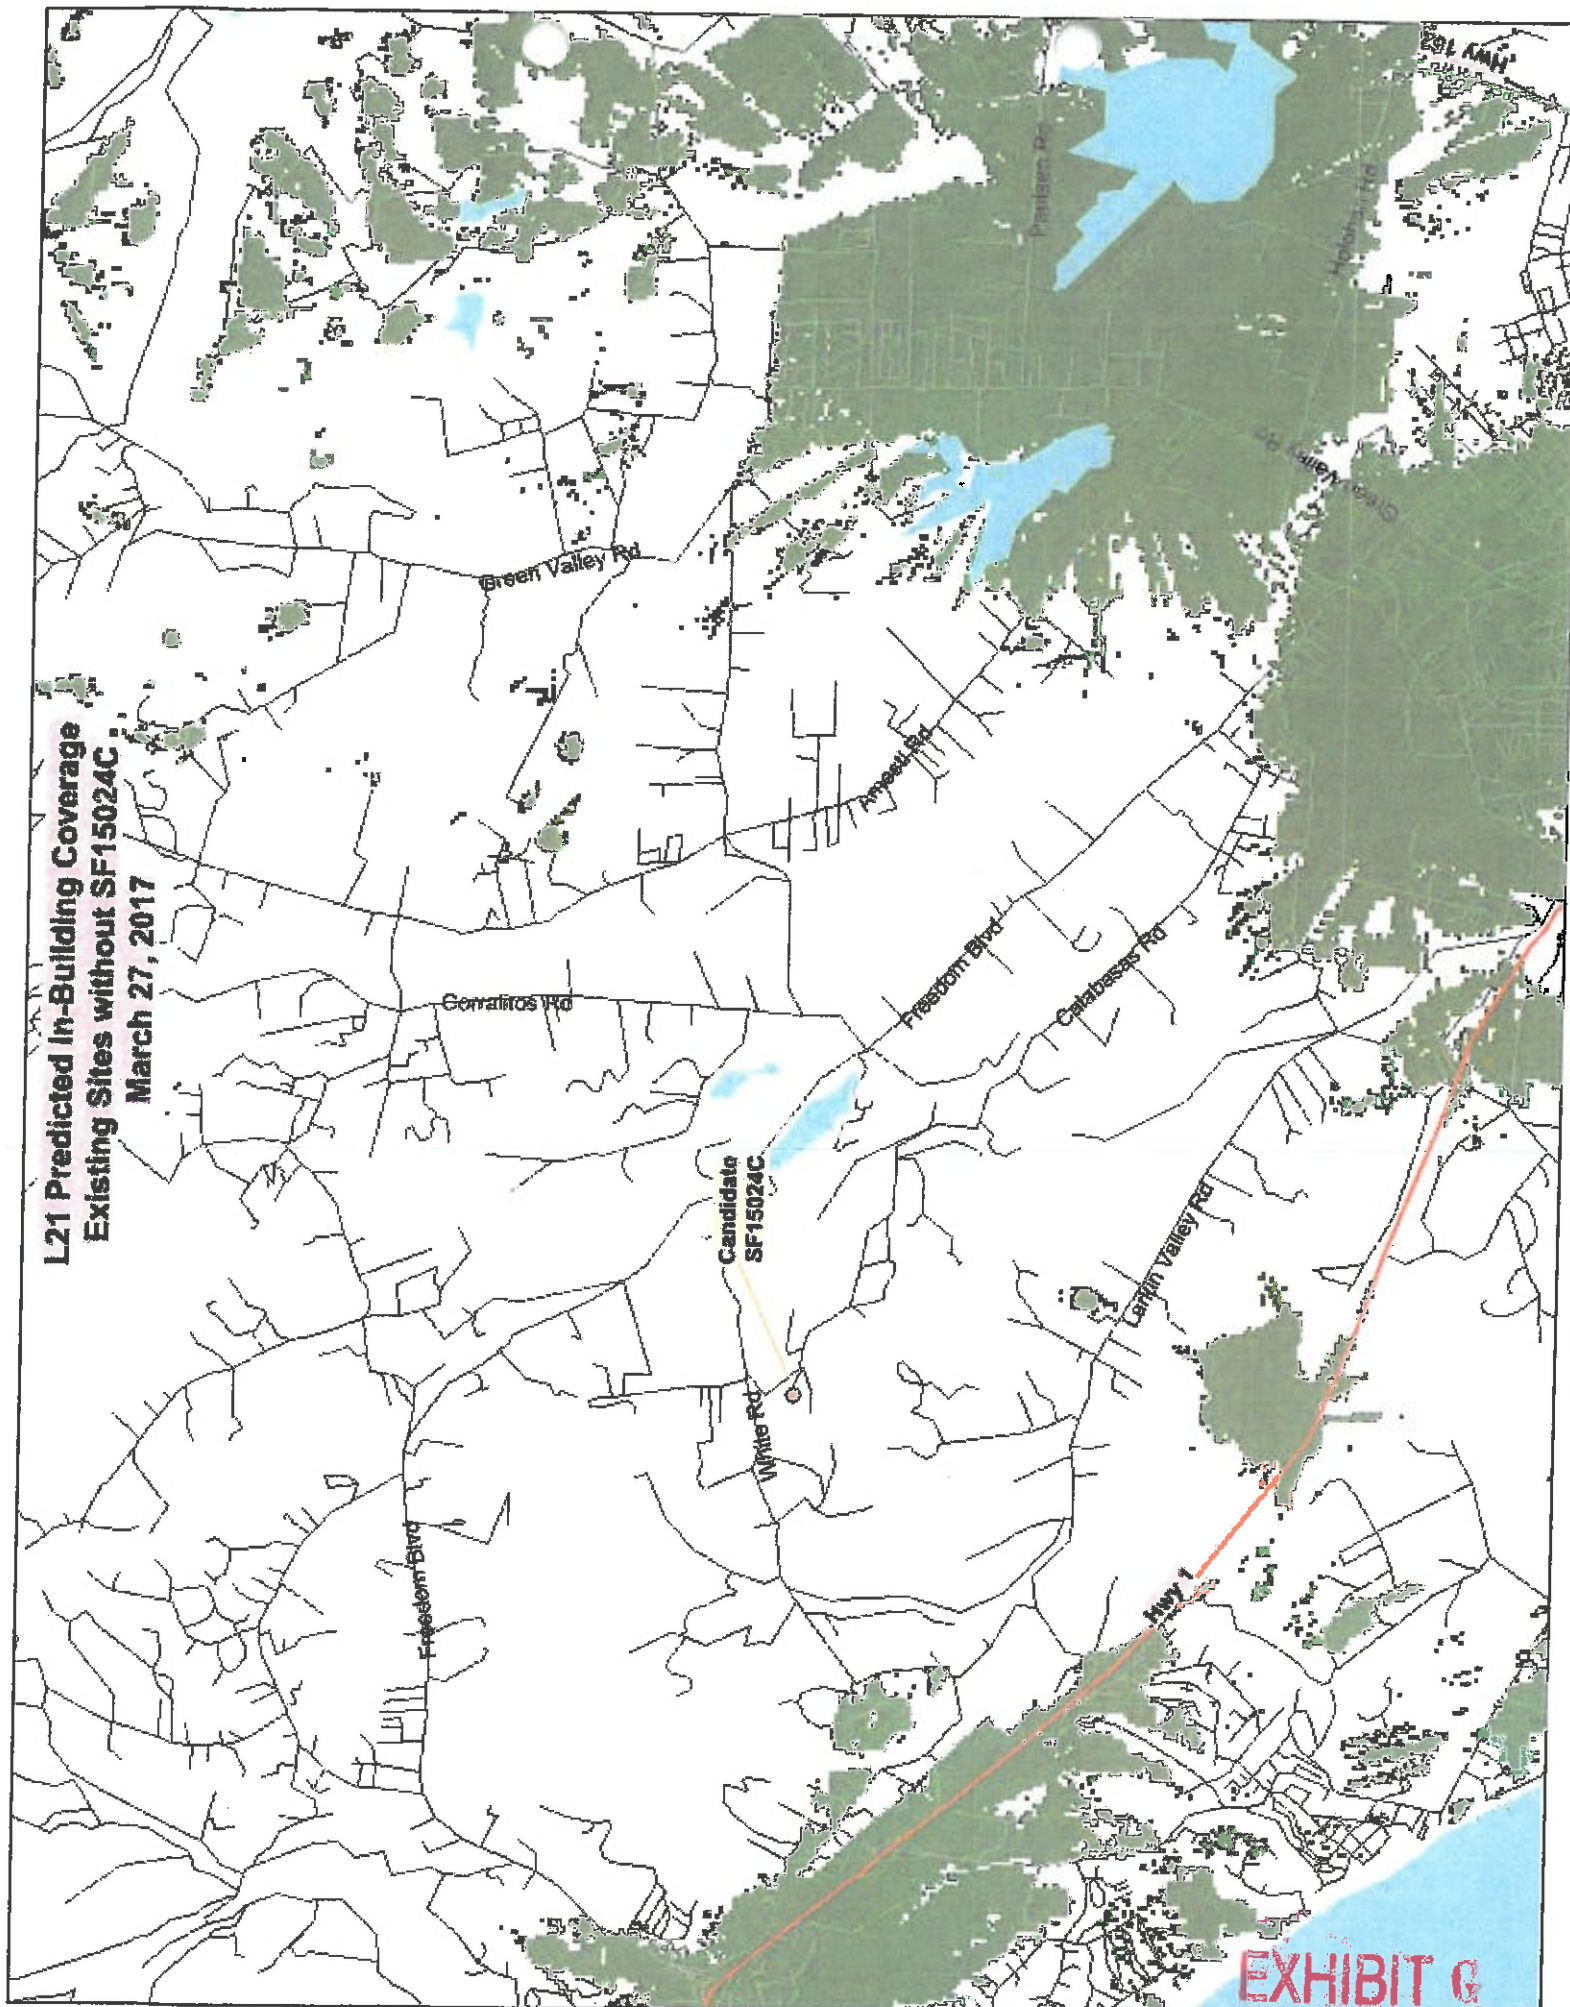 L21 Predicted In-Building Coverage
Existing Sites without SF15024C
March 27, 2017
Hwy 152
Paulsen Rd
Holohan Rd
Green Valley Rd
Green Valley Rd
Amesti Rd
Freedom Blvd
Calabasas Rd
Corralitos Rd
Candidate
SF15024C
Larkin Valley Rd
White Rd
Freedom Blvd
Hwy 1
EXHIBIT G